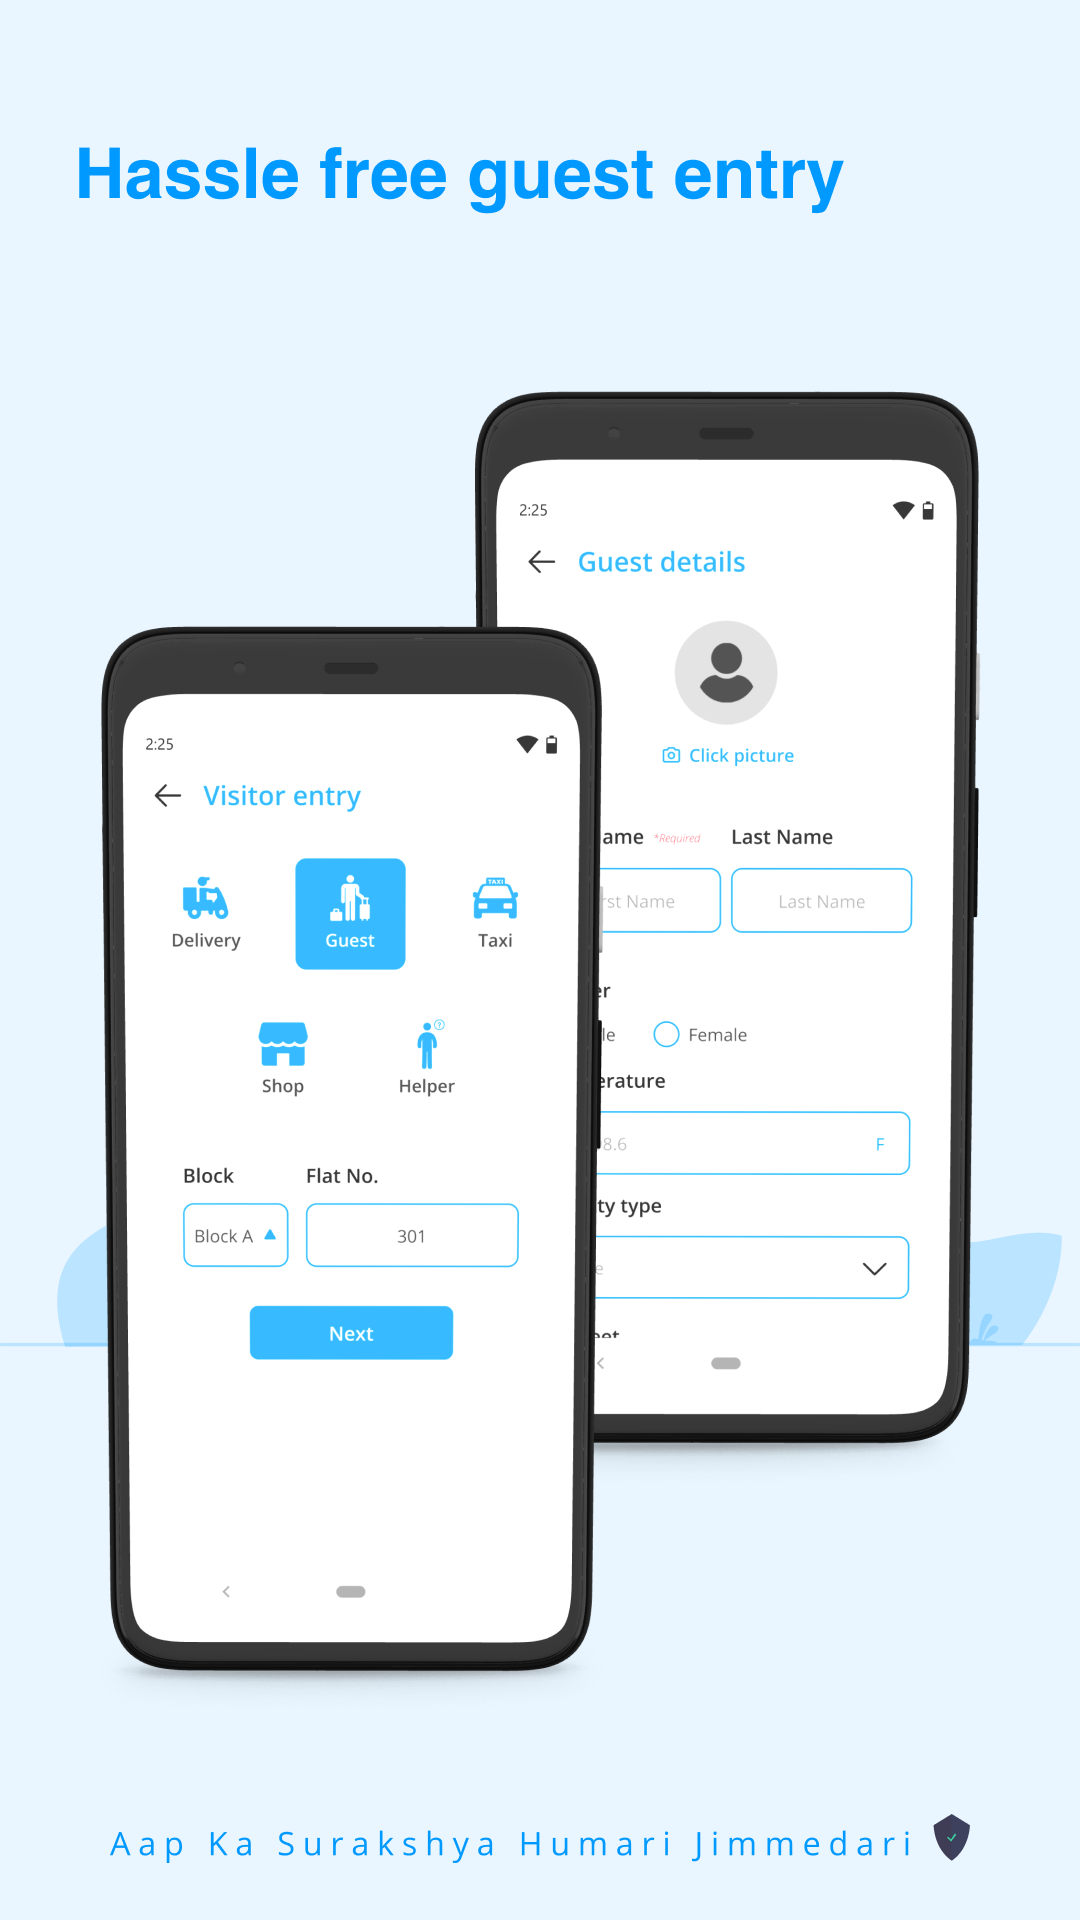 Hassle free guest entry
2:25
Guest details
Click picture
ame *Required Last Name
rst Name Last Name
er
le Female
erature
8.6 F
ty type
e
2:25
Visitor entry
Delivery Guest Taxi
TAXI
Shop Helper
Block Flat No.
Block A 301
Next
Aap Ka Surakshya Humari Jimmedari